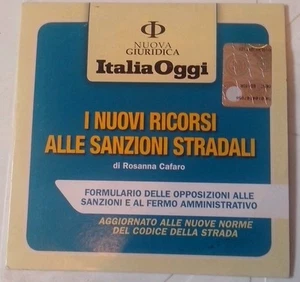 NUOVA
GIURIDICA
ItaliaOggi
I NUOVI RICORSI
ALLE SANZIONI STRADALI
di Rosanna Cafaro
FORMULARIO DELLE OPPOSIZIONI ALLE
SANZIONI E AL FERMO AMMINISTRATIVO
AGGIORNATO ALLE NUOVE NORME
DEL CODICE DELLA STRADA